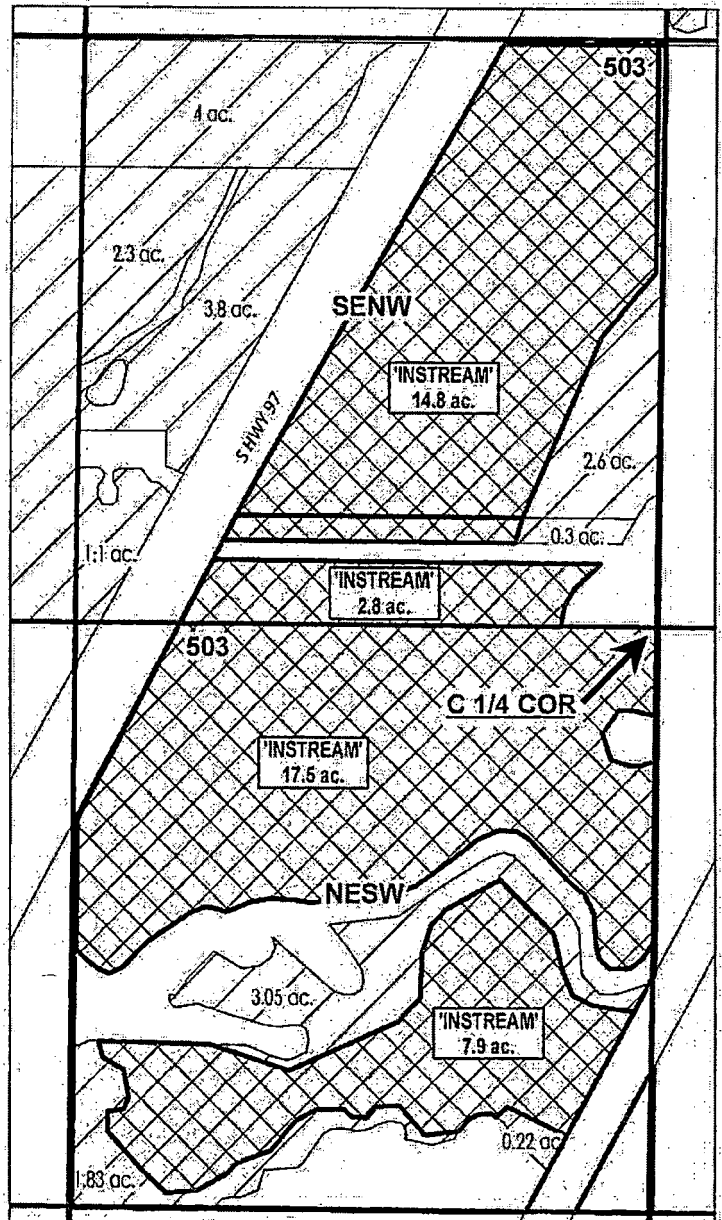 503
4 ac.
2.3 ac.
3.8 ac.
SENW
'INSTREAM'
14.8 ac.
S HWY 97
2.6 ac.
0.3 ac.
1.1 ac.
'INSTREAM'
2.8 ac.
503
C 1/4 COR
'INSTREAM'
17.5 ac.
NESW
3.05 ac.
'INSTREAM'
7.9 ac.
0.22 ac
1.83 ac.